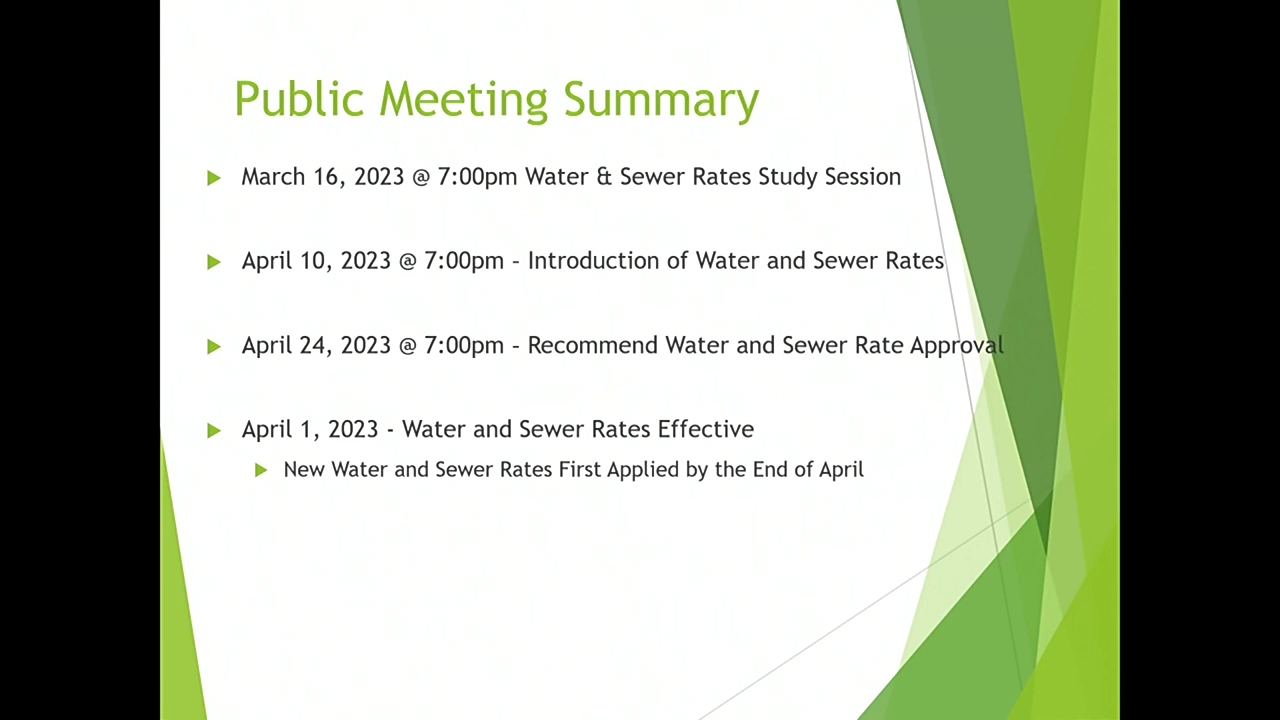 Public Meeting Summary
March 16, 2023 @ 7:00pm Water & Sewer Rates Study Session
April 10, 2023 @ 7:00pm – Introduction of Water and Sewer Rates
April 24, 2023 @ 7:00pm – Recommend Water and Sewer Rate Approval
April 1, 2023 - Water and Sewer Rates Effective
New Water and Sewer Rates First Applied by the End of April